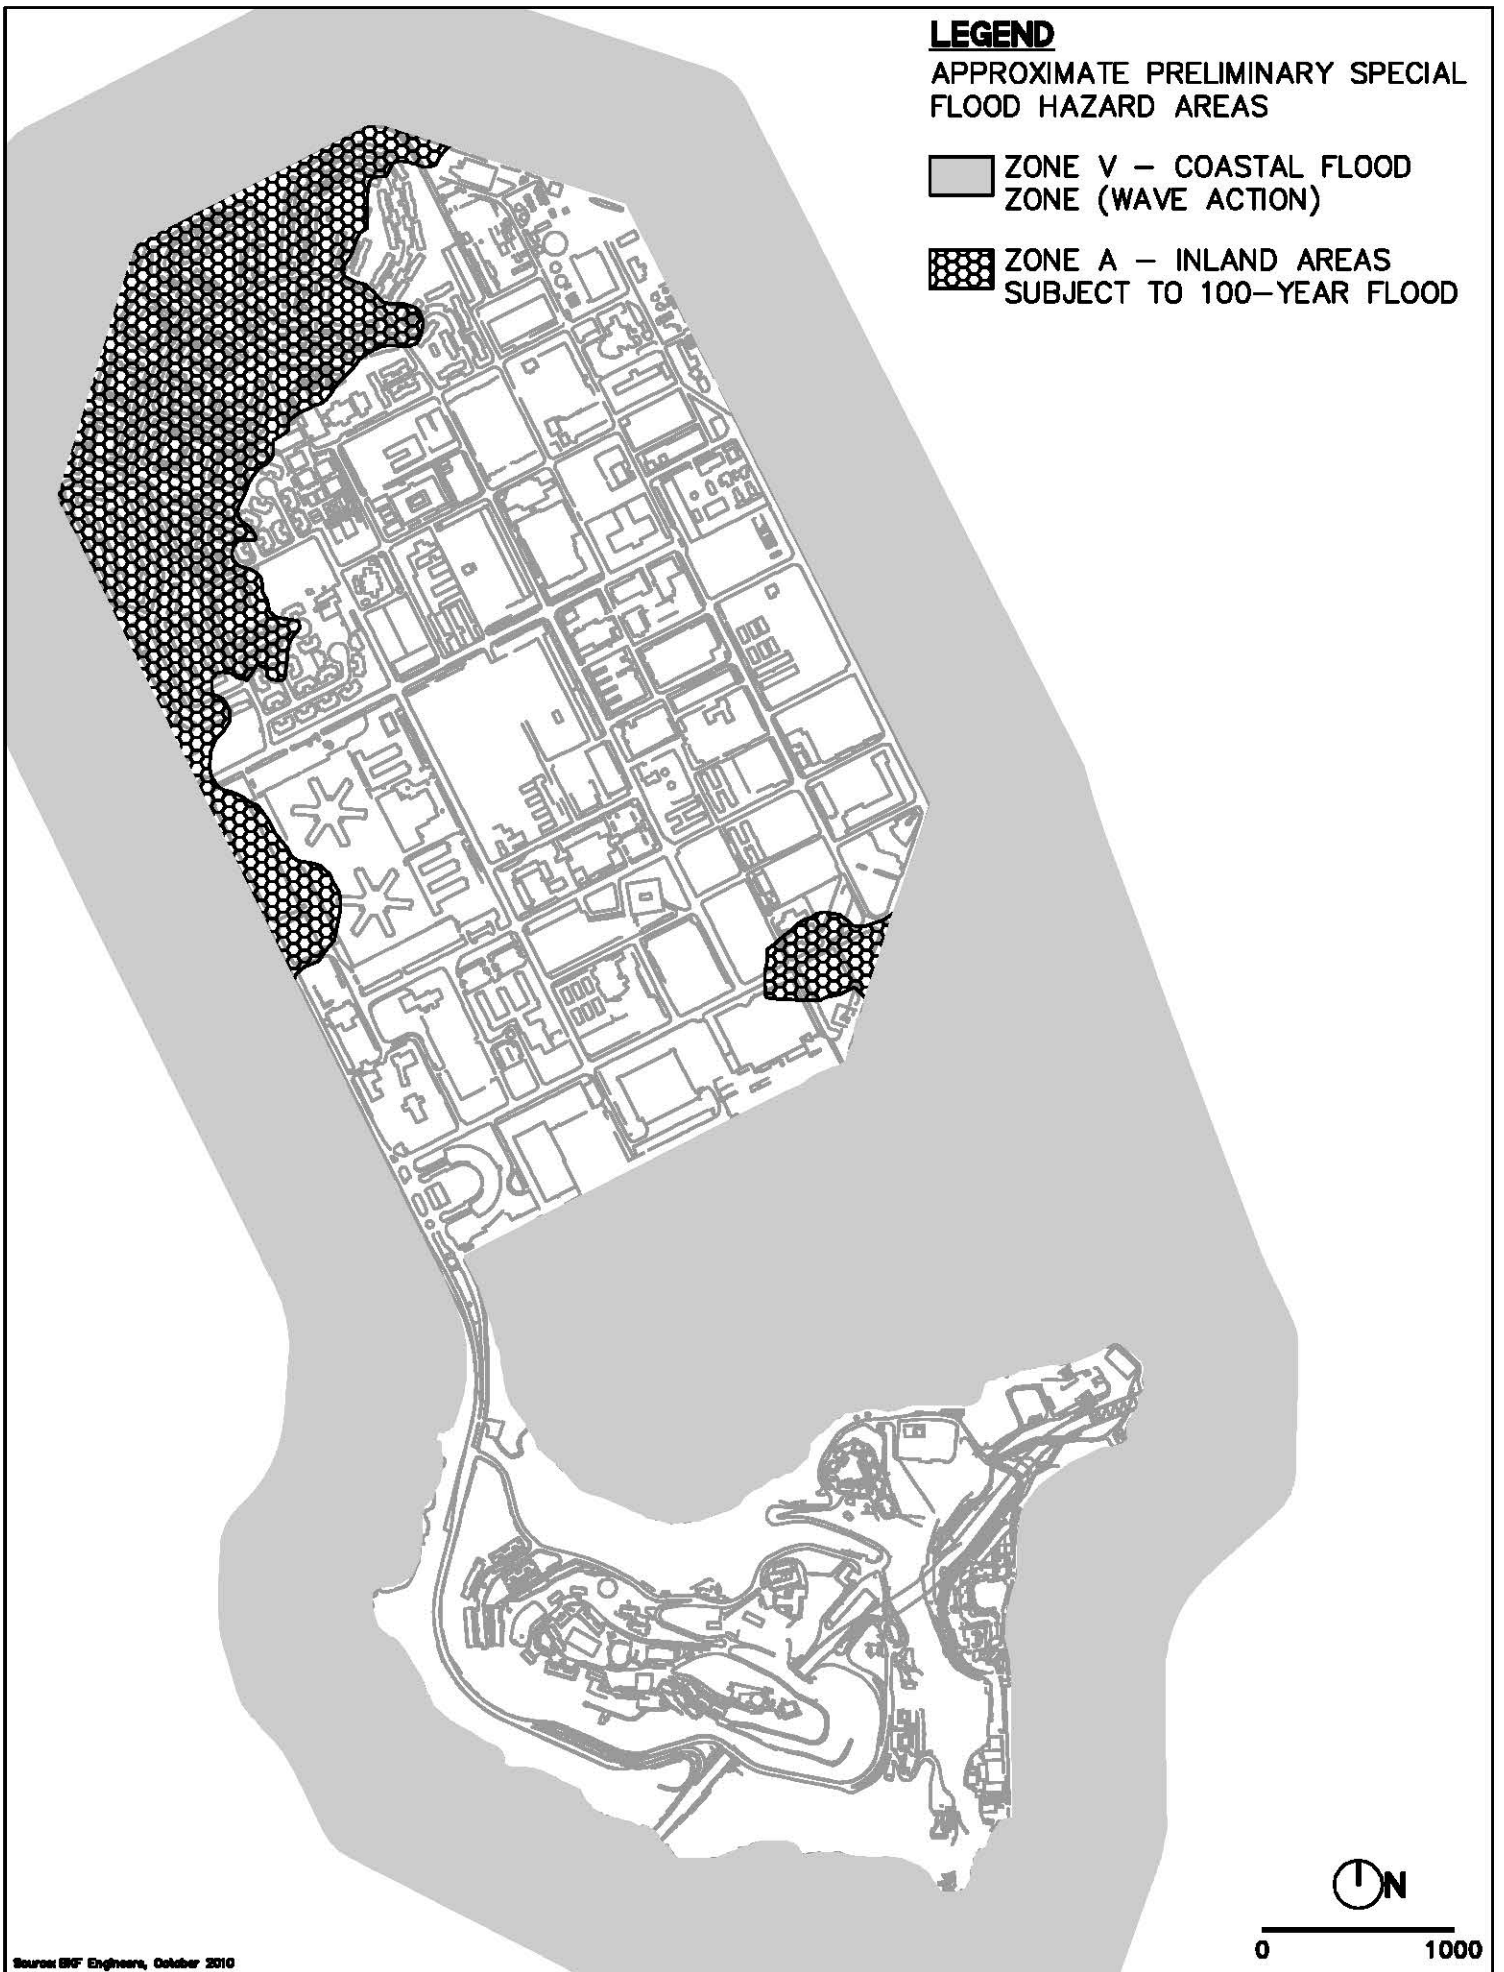 LEGEND
APPROXIMATE PRELIMINARY SPECIAL
FLOOD HAZARD AREAS
ZONE V – COASTAL FLOOD
ZONE (WAVE ACTION)
ZONE A – INLAND AREAS
SUBJECT TO 100–YEAR FLOOD
N
0 1000
Source: BKF Engineers, October 2010